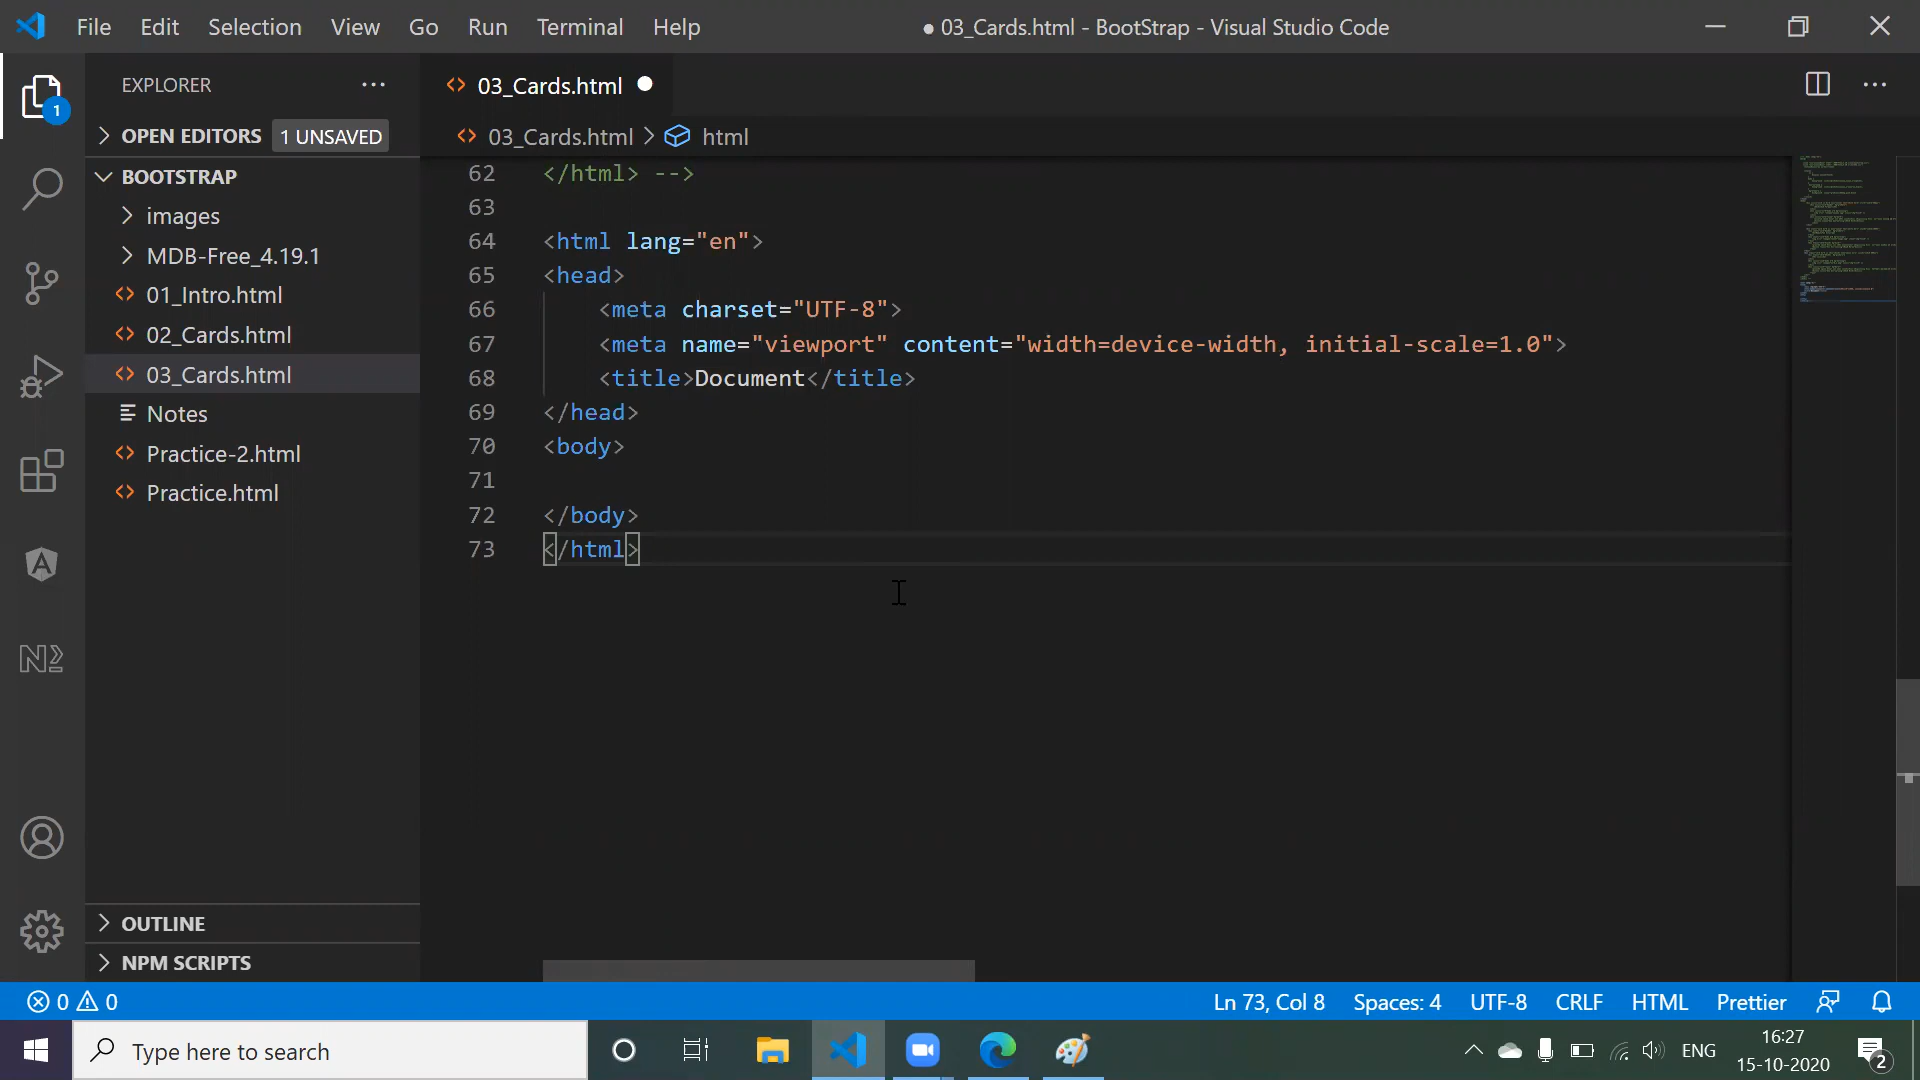 File Edit Selection View Go Run Terminal Help
● 03_Cards.html - BootStrap - Visual Studio Code
EXPLORER
OPEN EDITORS 1 UNSAVED
BOOTSTRAP
images
MDB-Free_4.19.1
01_Intro.html
02_Cards.html
03_Cards.html
Notes
Practice-2.html
Practice.html
OUTLINE
NPM SCRIPTS
1
03_Cards.html
03_Cards.html > html
62 </html> -->
63
64 <html lang="en">
65 <head>
66 <meta charset="UTF-8">
67 <meta name="viewport" content="width=device-width, initial-scale=1.0">
68 <title>Document</title>
69 </head>
70 <body>
71
72 </body>
73 </html>
0 0
Ln 73, Col 8 Spaces: 4 UTF-8 CRLF HTML Prettier
Type here to search
ENG
16:27
15-10-2020
2